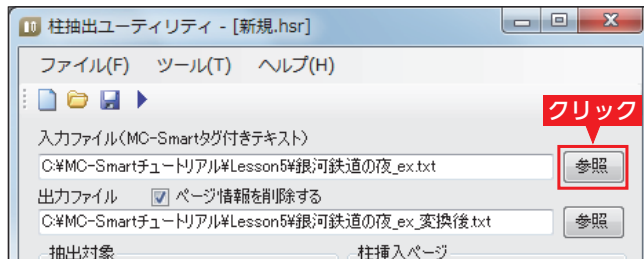 柱抽出ユーティリティ - [新規.hsr]
ファイル(F) ツール(T) ヘルプ(H)
クリック
入力ファイル(MC-Smartタグ付きテキスト)
C:¥MC-Smartチュートリアル¥Lesson5¥銀河鉄道の夜_ex.txt 参照
出力ファイル ページ情報を削除する
C:¥MC-Smartチュートリアル¥Lesson5¥銀河鉄道の夜_ex_変換後.txt 参照
抽出対象 柱挿入ページ